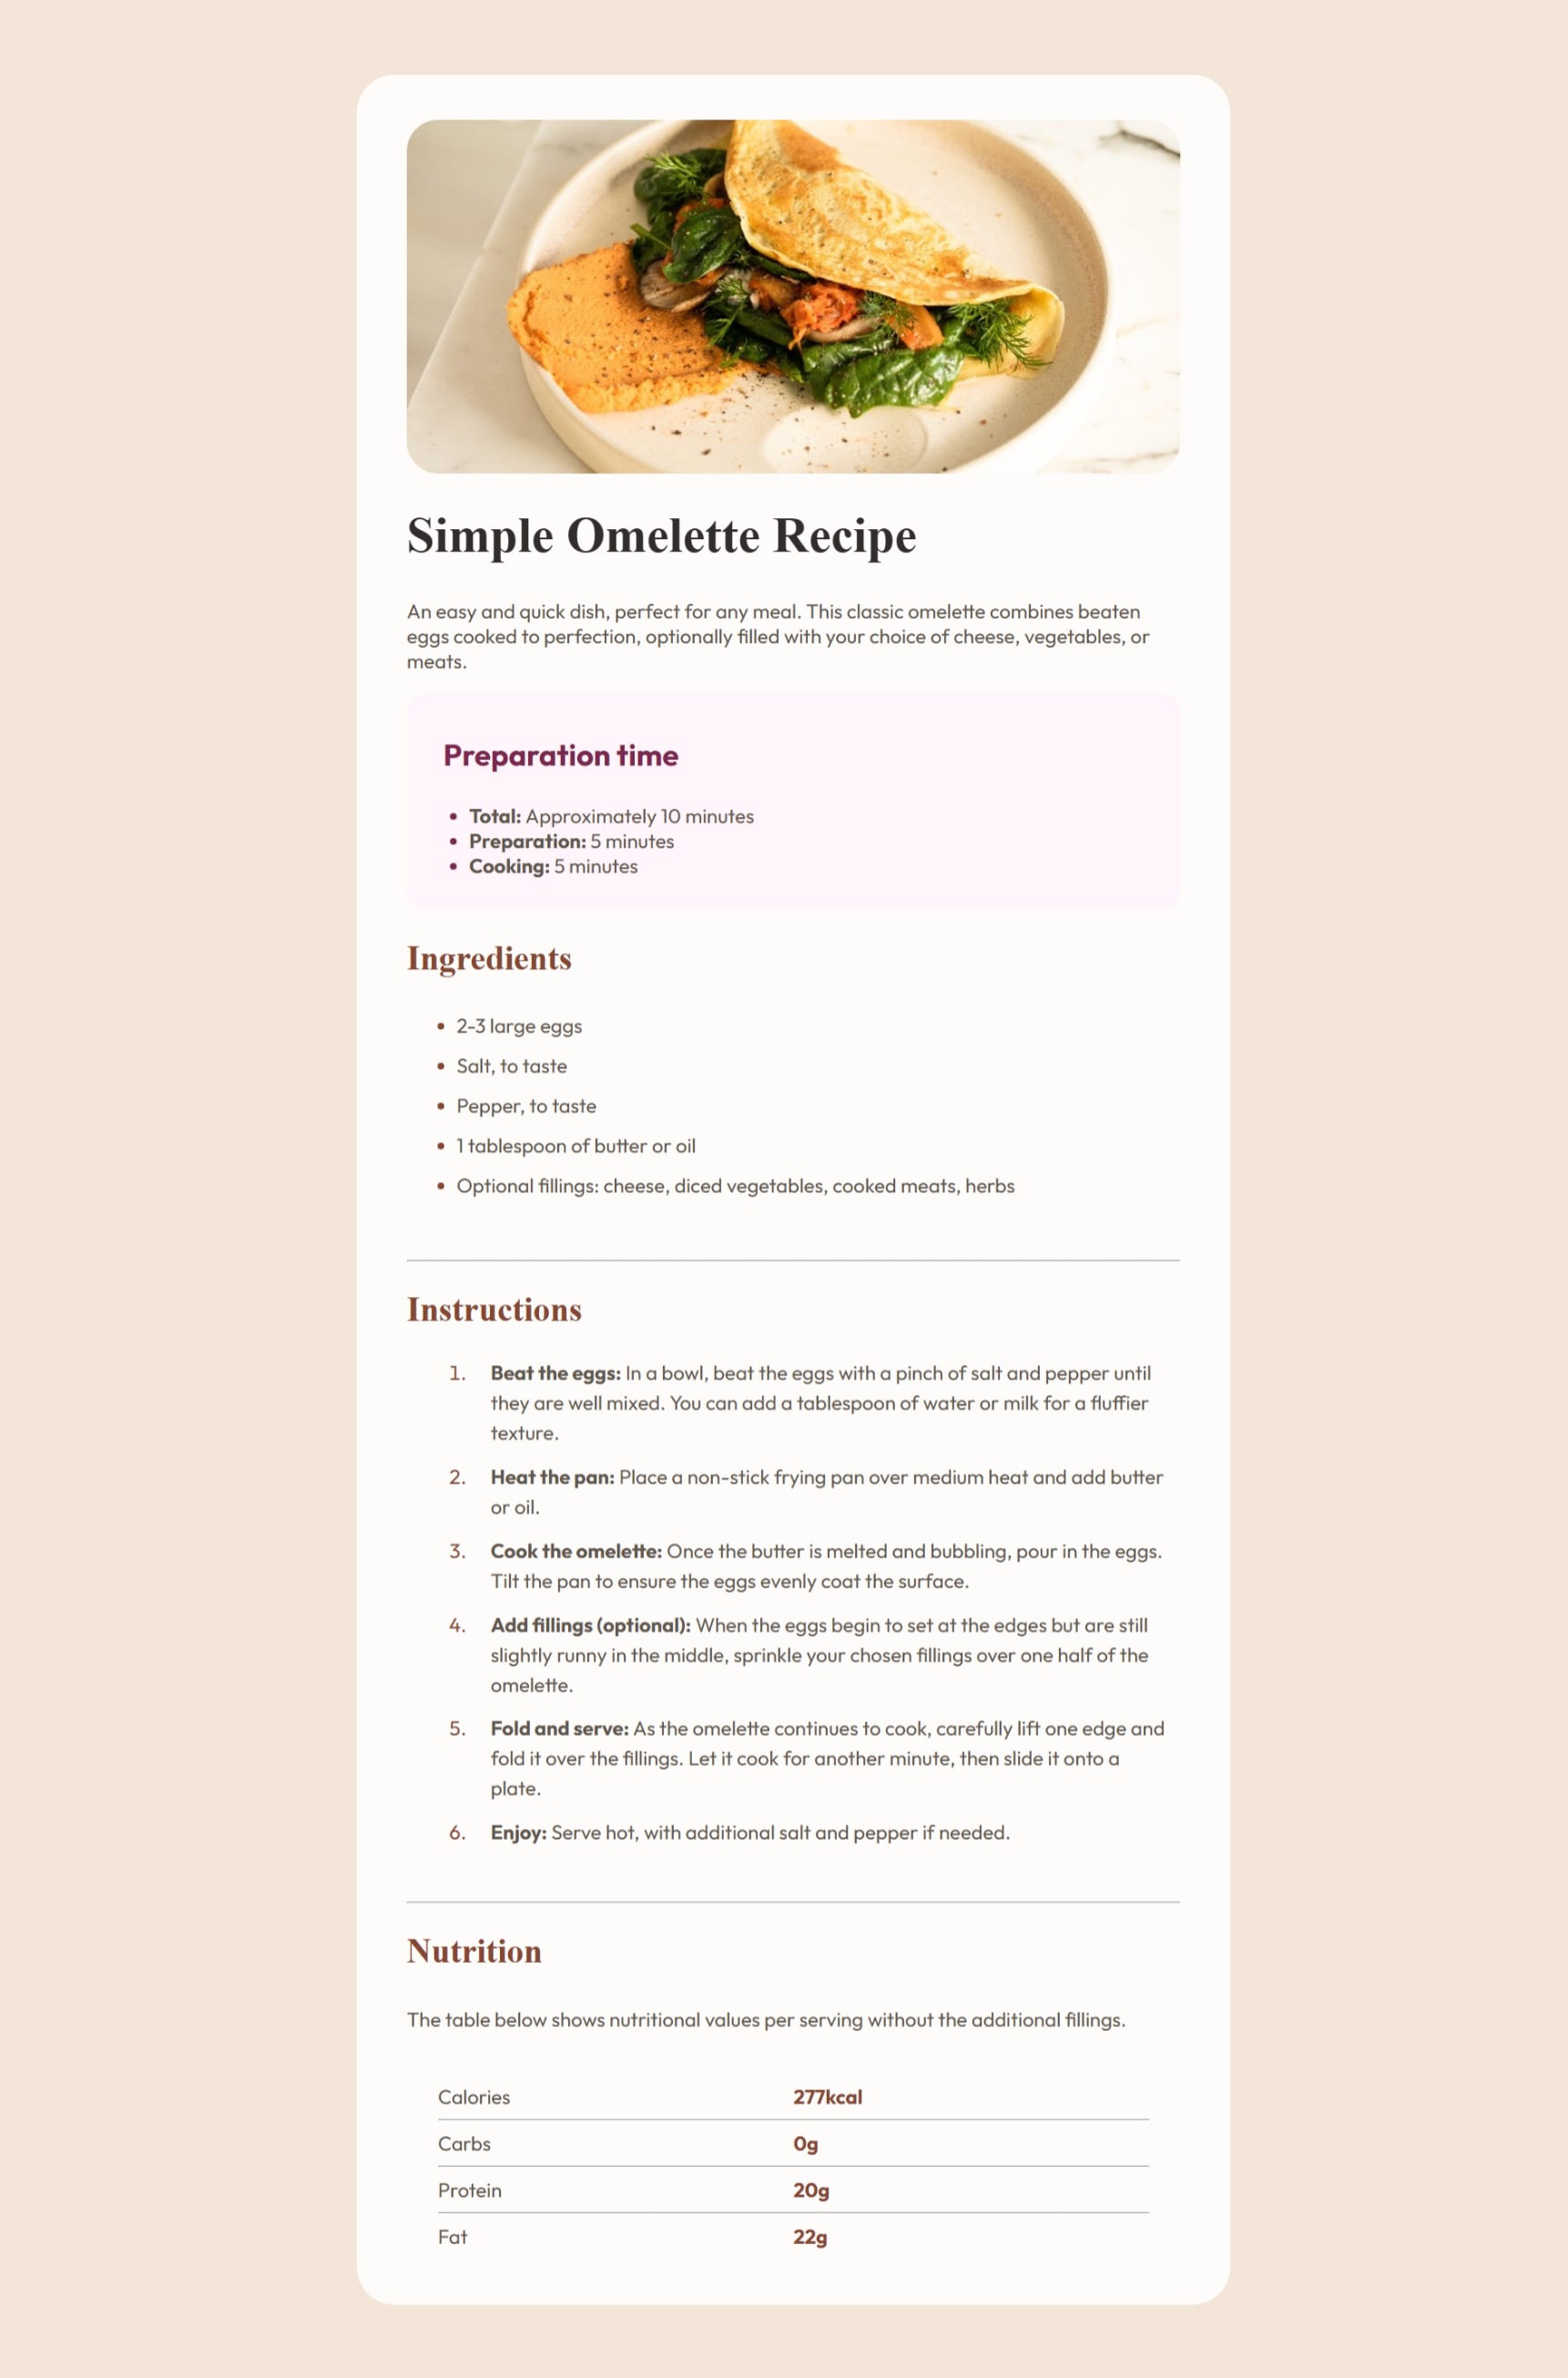 Simple Omelette Recipe
An easy and quick dish, perfect for any meal. This classic omelette combines beaten
eggs cooked to perfection, optionally filled with your choice of cheese, vegetables, or
meats.
Preparation time
• Total: Approximately 10 minutes
• Preparation: 5 minutes
• Cooking: 5 minutes
Ingredients
• 2-3 large eggs
• Salt, to taste
• Pepper, to taste
• 1 tablespoon of butter or oil
• Optional fillings: cheese, diced vegetables, cooked meats, herbs
Instructions
1. Beat the eggs: In a bowl, beat the eggs with a pinch of salt and pepper until
they are well mixed. You can add a tablespoon of water or milk for a fluffier
texture.
2. Heat the pan: Place a non-stick frying pan over medium heat and add butter
or oil.
3. Cook the omelette: Once the butter is melted and bubbling, pour in the eggs.
Tilt the pan to ensure the eggs evenly coat the surface.
4. Add fillings (optional): When the eggs begin to set at the edges but are still
slightly runny in the middle, sprinkle your chosen fillings over one half of the
omelette.
5. Fold and serve: As the omelette continues to cook, carefully lift one edge and
fold it over the fillings. Let it cook for another minute, then slide it onto a
plate.
6. Enjoy: Serve hot, with additional salt and pepper if needed.
Nutrition
The table below shows nutritional values per serving without the additional fillings.
Calories 277kcal
Carbs 0g
Protein 20g
Fat 22g